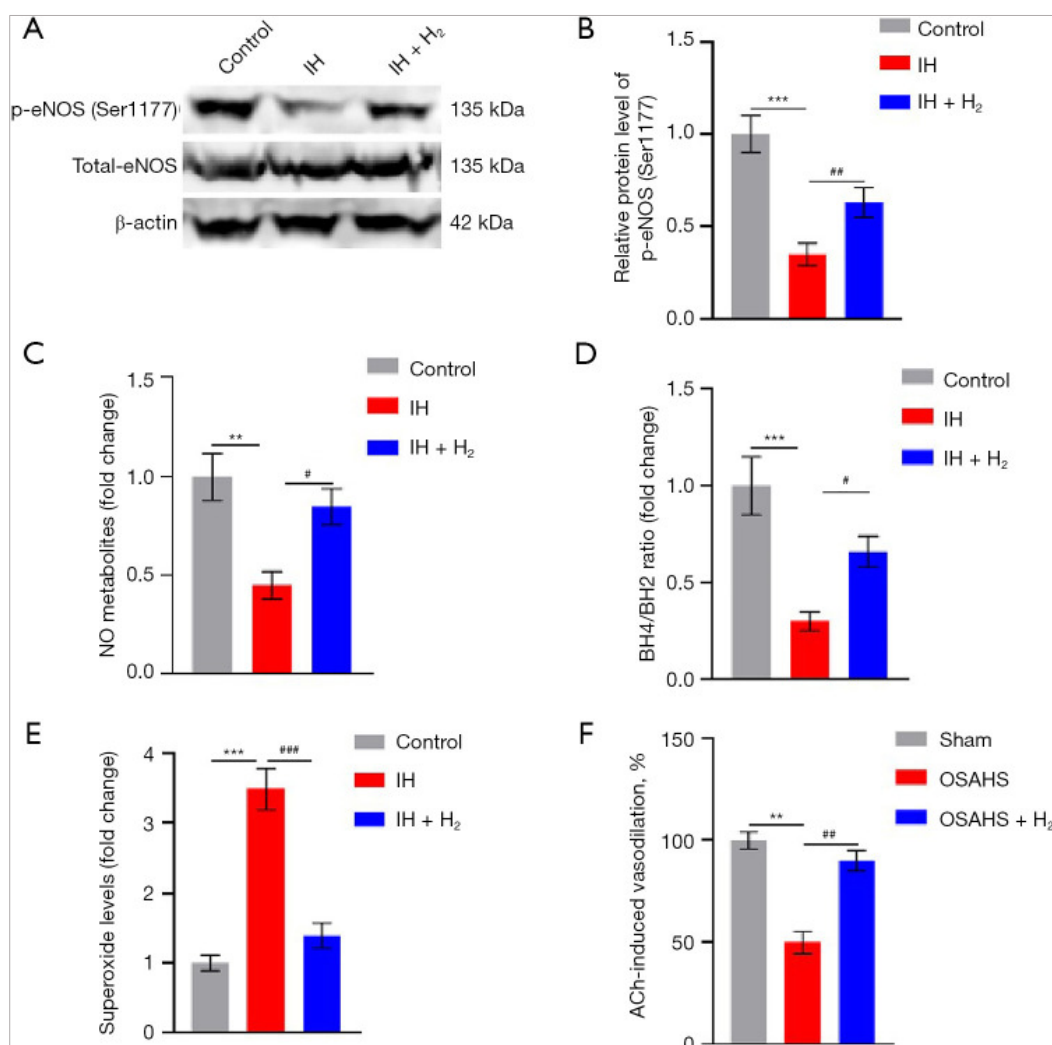 A
Control
IH
IH + H₂
p-eNOS (Ser1177)
135 kDa
Total-eNOS
135 kDa
β-actin
42 kDa
B
Control
IH
IH + H₂
Relative protein level of
p-eNOS (Ser1177)
1.5
1.0
0.5
0.0
***
##
C
Control
IH
IH + H₂
NO metabolites (fold change)
1.5
1.0
0.5
0.0
**
#
D
Control
IH
IH + H₂
BH4/BH2 ratio (fold change)
1.5
1.0
0.5
0.0
***
#
E
Control
IH
IH + H₂
Superoxide levels (fold change)
4
3
2
1
0
***
###
F
Sham
OSAHS
OSAHS + H₂
ACh-induced vasodilation, %
150
100
50
0
**
##